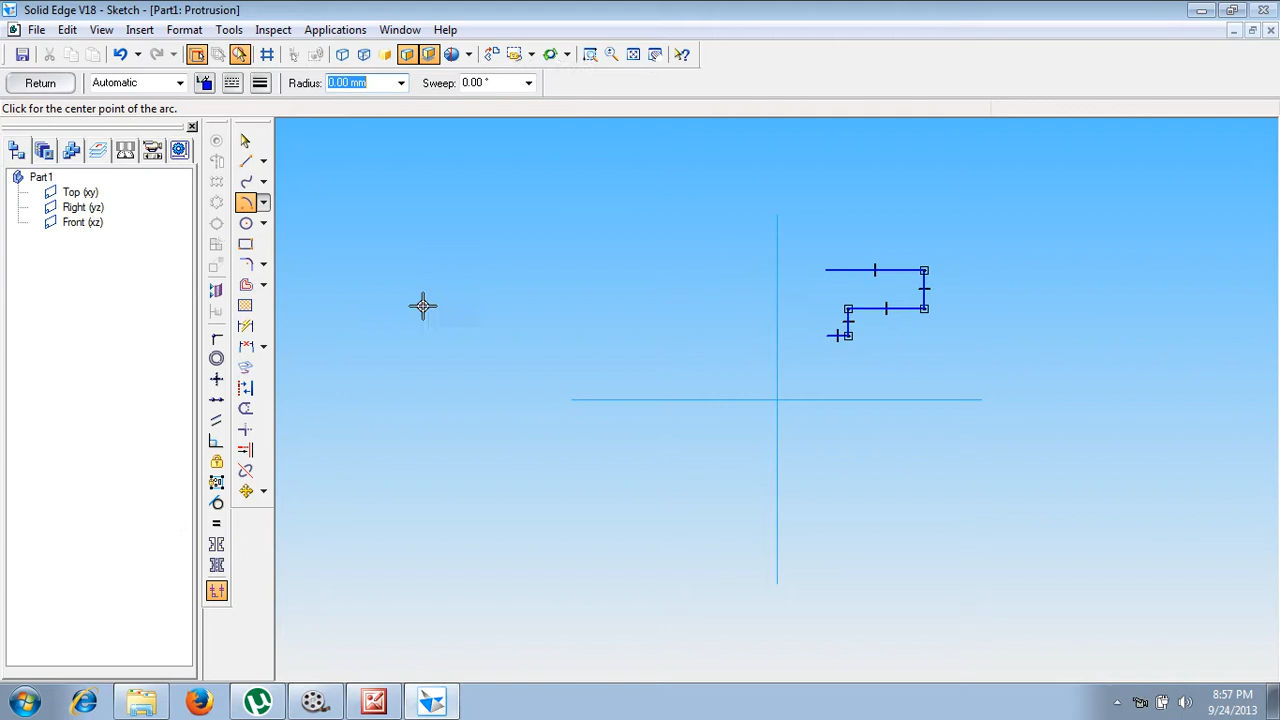 Solid Edge V18 - Sketch - [Part1: Protrusion]
File Edit View Insert Format Tools Inspect Applications Window Help
Return Automatic Radius: 0.00 mm Sweep: 0.00 °
Click for the center point of the arc.
Part1
Top (xy)
Right (yz)
Front (xz)
8:57 PM
9/24/2013